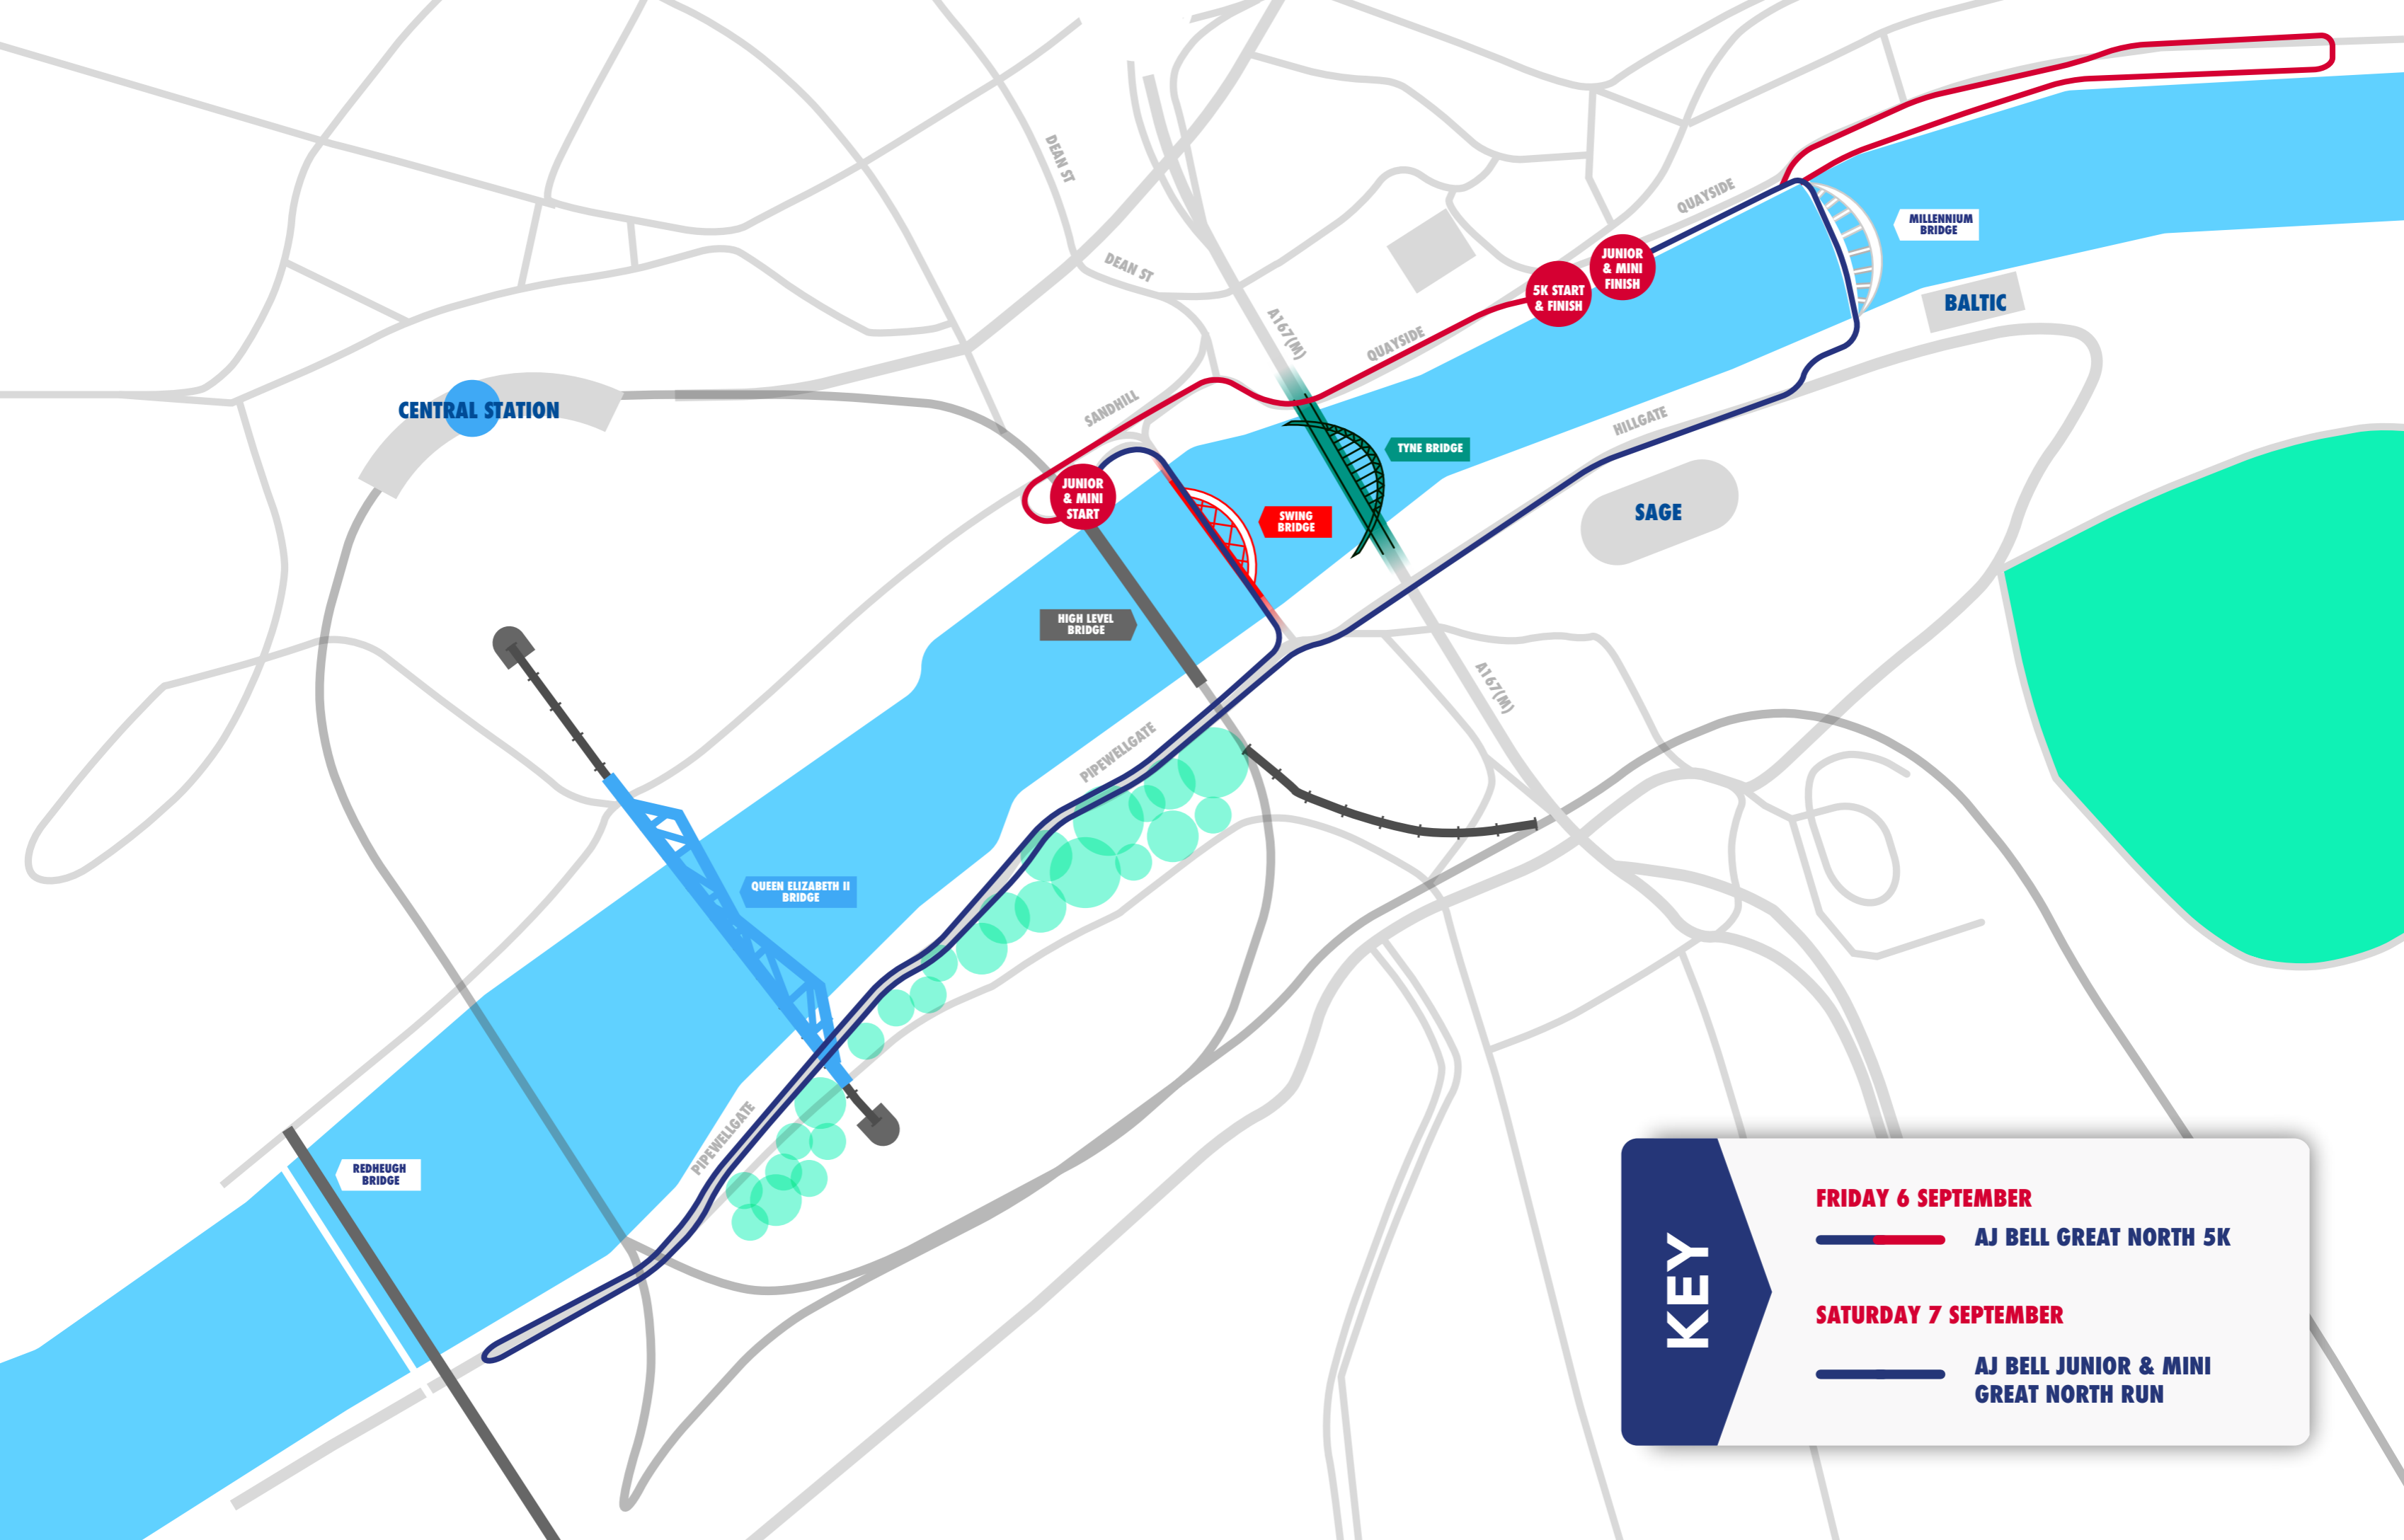 DEAN ST
DEAN ST
QUAYSIDE
MILLENNIUM
BRIDGE
JUNIOR
& MINI
FINISH
5K START
& FINISH
BALTIC
A167(M)
QUAYSIDE
CENTRAL STATION
SANDHILL
HILLGATE
TYNE BRIDGE
JUNIOR
& MINI
START
SWING
BRIDGE
SAGE
HIGH LEVEL
BRIDGE
A167(M)
PIPEWELLGATE
QUEEN ELIZABETH II
BRIDGE
PIPEWELLGATE
REDHEUGH
BRIDGE
KEY
FRIDAY 6 SEPTEMBER
AJ BELL GREAT NORTH 5K
SATURDAY 7 SEPTEMBER
AJ BELL JUNIOR & MINI
GREAT NORTH RUN